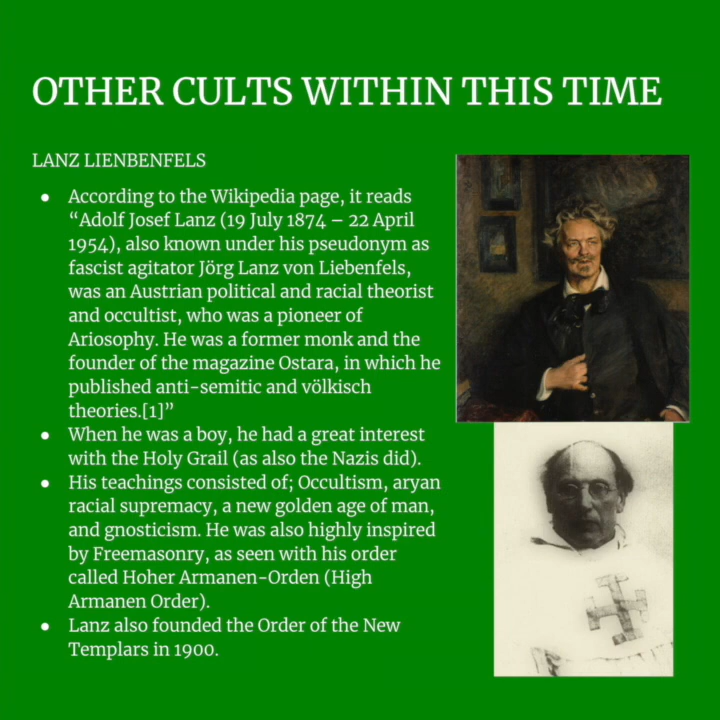 OTHER CULTS WITHIN THIS TIME
LANZ LIENBENFELS
● According to the Wikipedia page, it reads
“Adolf Josef Lanz (19 July 1874 – 22 April
1954), also known under his pseudonym as
fascist agitator Jörg Lanz von Liebenfels,
was an Austrian political and racial theorist
and occultist, who was a pioneer of
Ariosophy. He was a former monk and the
founder of the magazine Ostara, in which he
published anti-semitic and völkisch
theories.[1]”
● When he was a boy, he had a great interest
with the Holy Grail (as also the Nazis did).
● His teachings consisted of; Occultism, aryan
racial supremacy, a new golden age of man,
and gnosticism. He was also highly inspired
by Freemasonry, as seen with his order
called Hoher Armanen-Orden (High
Armanen Order).
● Lanz also founded the Order of the New
Templars in 1900.